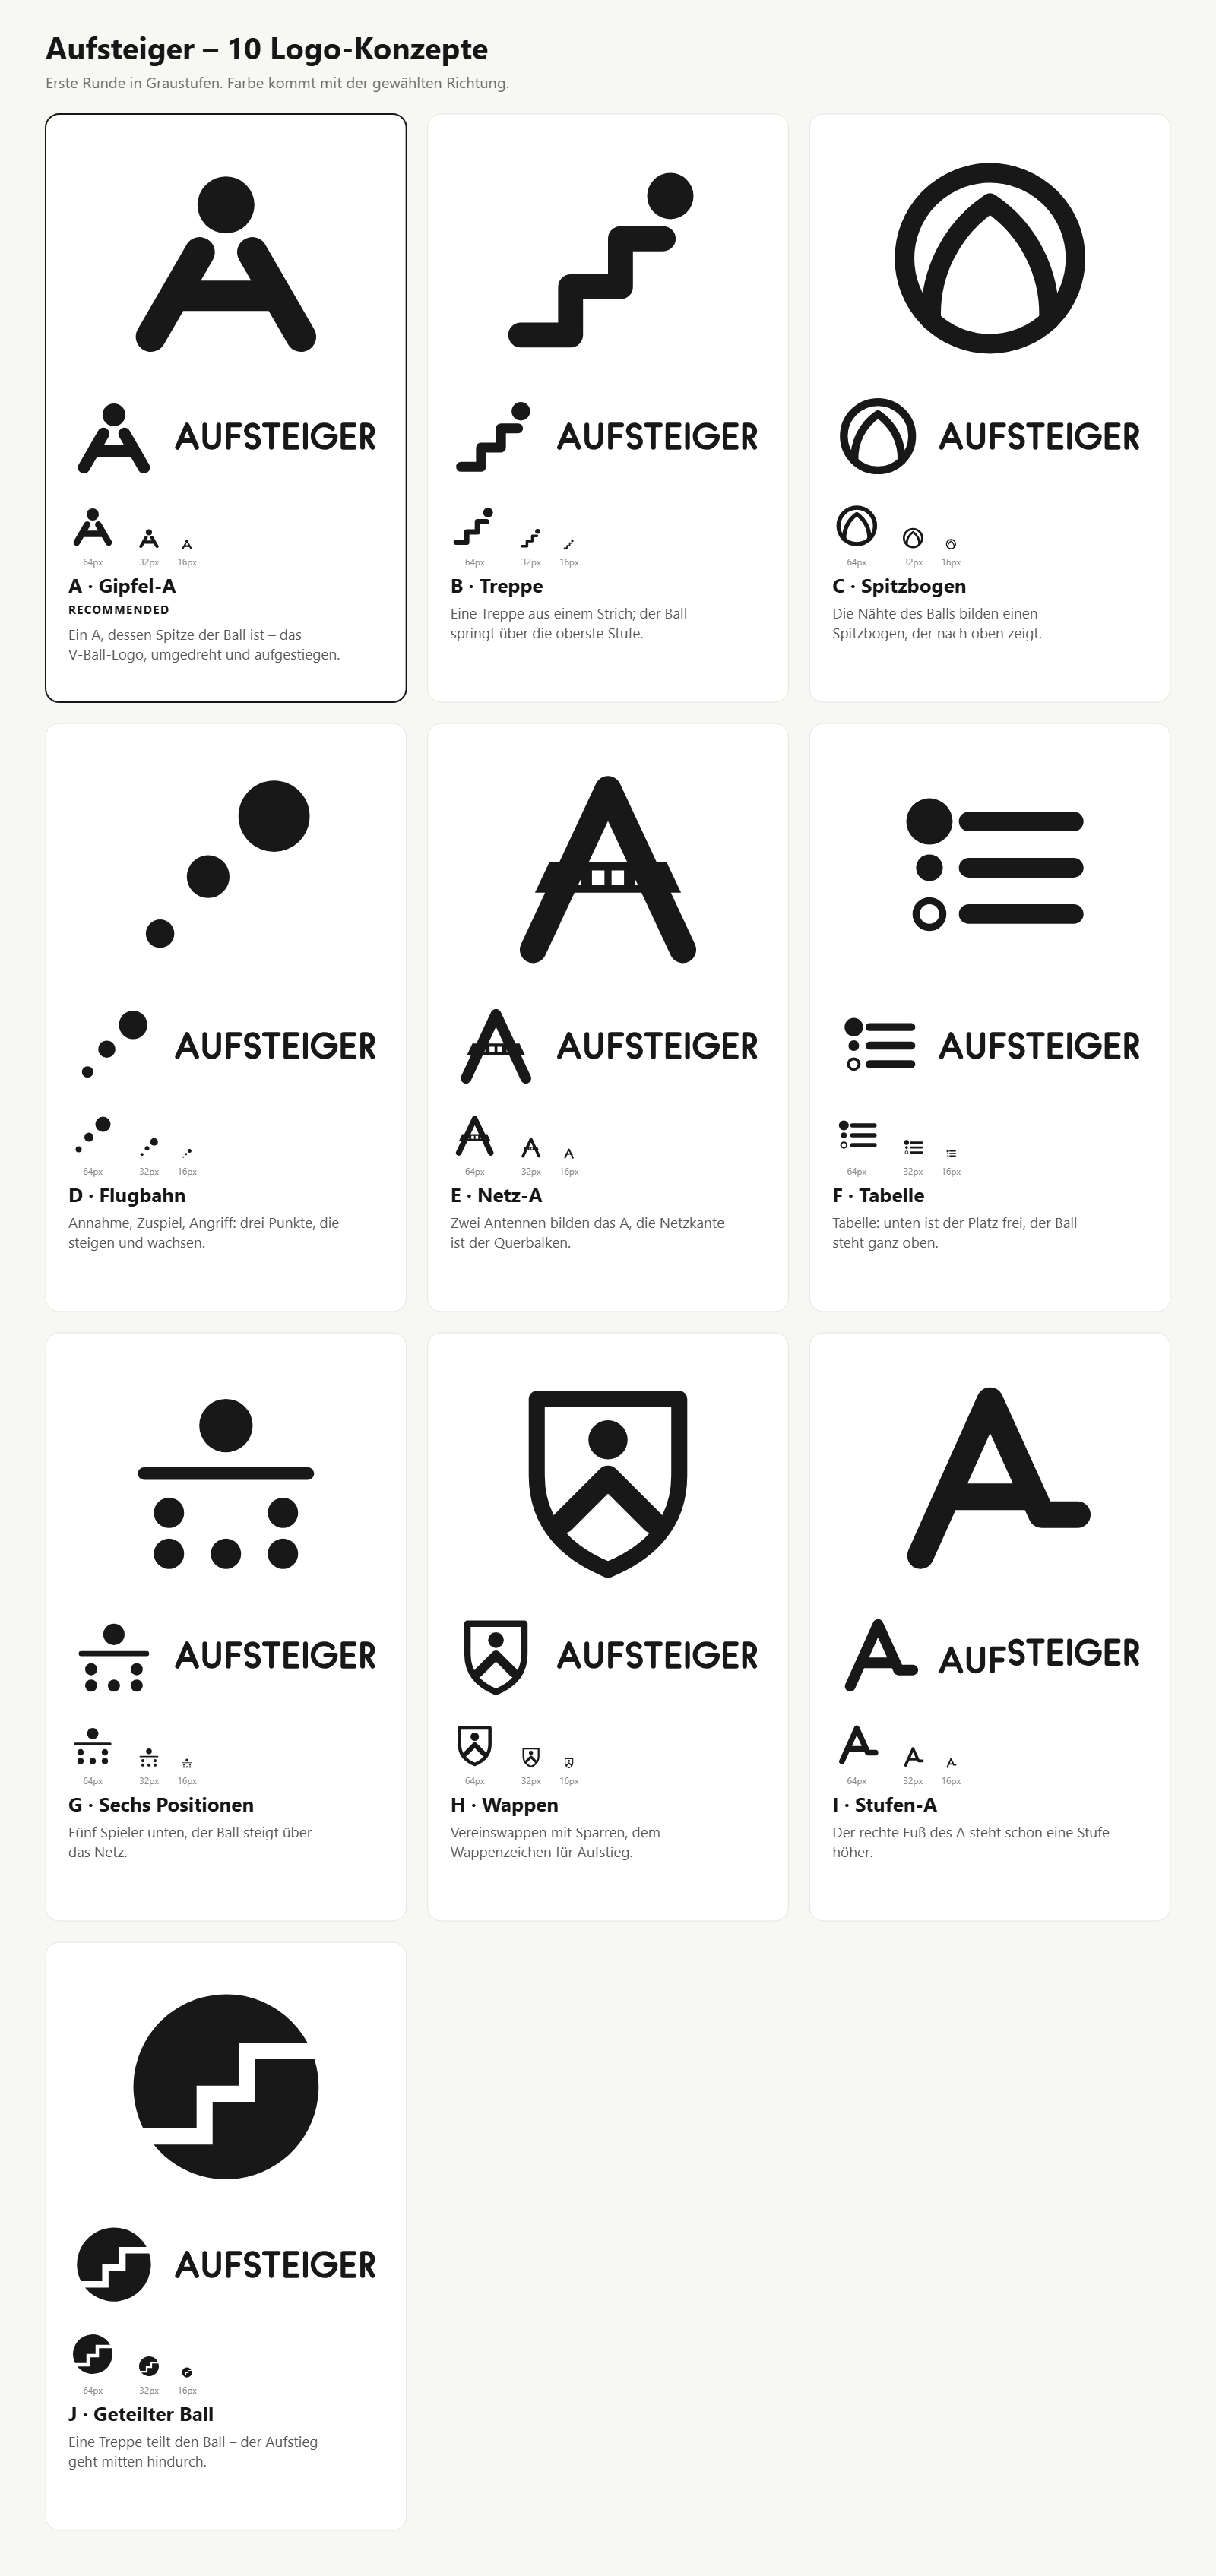 Aufsteiger – 10 Logo-Konzepte
Erste Runde in Graustufen. Farbe kommt mit der gewählten Richtung.
AUFSTEIGER
64px 32px 16px
A · Gipfel-A
RECOMMENDED
Ein A, dessen Spitze der Ball ist – das
V-Ball-Logo, umgedreht und aufgestiegen.
AUFSTEIGER
64px 32px 16px
B · Treppe
Eine Treppe aus einem Strich; der Ball
springt über die oberste Stufe.
AUFSTEIGER
64px 32px 16px
C · Spitzbogen
Die Nähte des Balls bilden einen
Spitzbogen, der nach oben zeigt.
AUFSTEIGER
64px 32px 16px
D · Flugbahn
Annahme, Zuspiel, Angriff: drei Punkte, die
steigen und wachsen.
AUFSTEIGER
64px 32px 16px
E · Netz-A
Zwei Antennen bilden das A, die Netzkante
ist der Querbalken.
AUFSTEIGER
64px 32px 16px
F · Tabelle
Tabelle: unten ist der Platz frei, der Ball
steht ganz oben.
AUFSTEIGER
64px 32px 16px
G · Sechs Positionen
Fünf Spieler unten, der Ball steigt über
das Netz.
AUFSTEIGER
64px 32px 16px
H · Wappen
Vereinswappen mit Sparren, dem
Wappenzeichen für Aufstieg.
AUFSTEIGER
64px 32px 16px
I · Stufen-A
Der rechte Fuß des A steht schon eine Stufe
höher.
AUFSTEIGER
64px 32px 16px
J · Geteilter Ball
Eine Treppe teilt den Ball – der Aufstieg
geht mitten hindurch.